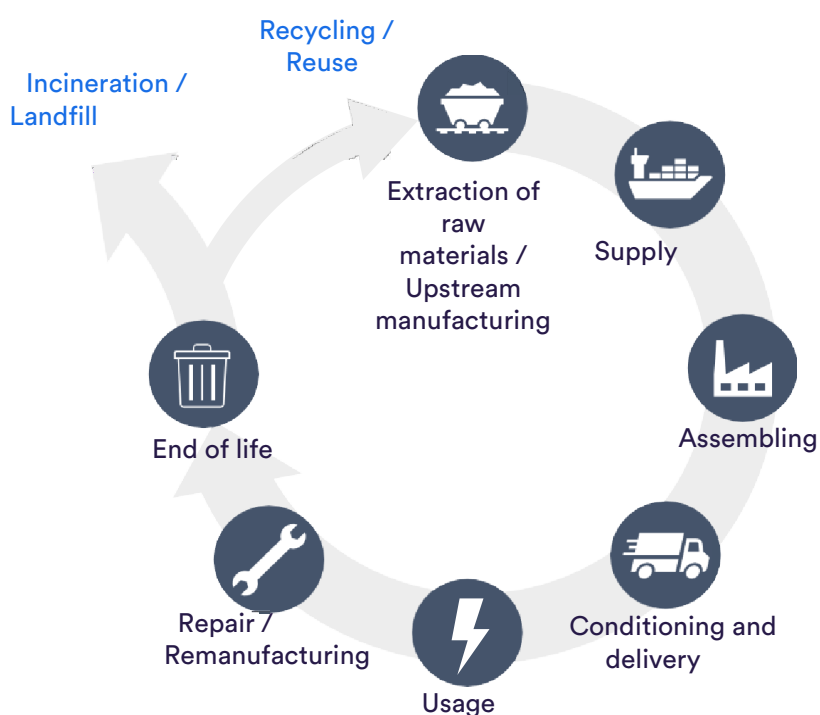 Recycling /
Reuse
Incineration /
Landfill
Extraction of
raw
materials /
Upstream
manufacturing
Supply
Assembling
Conditioning and
delivery
Usage
Repair /
Remanufacturing
End of life